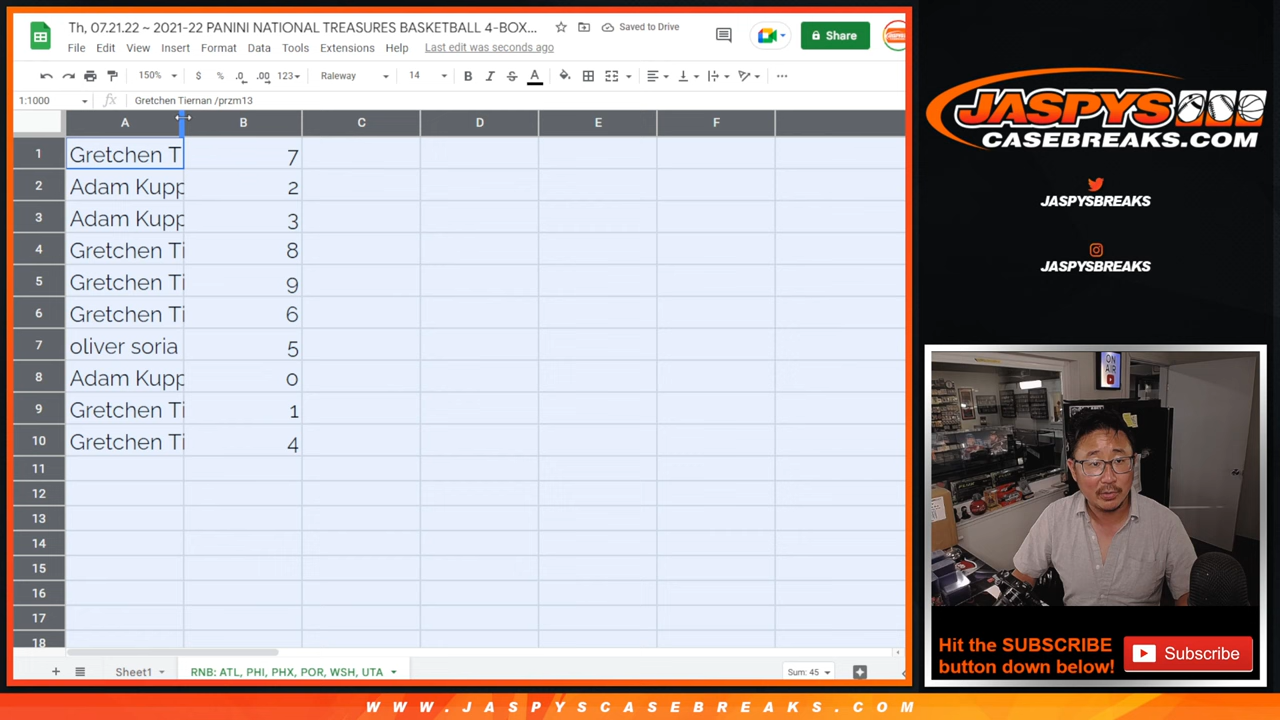 Th, 07.21.22 ~ 2021-22 PANINI NATIONAL TREASURES BASKETBALL 4-BOX...
Saved to Drive
File Edit View Insert Format Data Tools Extensions Help Last edit was seconds ago
Share
150% $ % .0 .00 123 Raleway 14 B I S A
1:1000 fx Gretchen Tiernan /przm13
A B C D E F
1 Gretchen T 7
2 Adam Kupp 2
3 Adam Kupp 3
4 Gretchen Ti 8
5 Gretchen Ti 9
6 Gretchen Ti 6
7 oliver soria 5
8 Adam Kupp 0
9 Gretchen Ti 1
10 Gretchen Ti 4
11
12
13
14
15
16
17
18
Sheet1 RNB: ATL, PHI, PHX, POR, WSH, UTA Sum: 45
JASPYS
CASEBREAKS.COM
JASPYSBREAKS
JASPYSBREAKS
ON
AIR
Hit the SUBSCRIBE
button down below!
Subscribe
WWW.JASPYSCASEBREAKS.COM